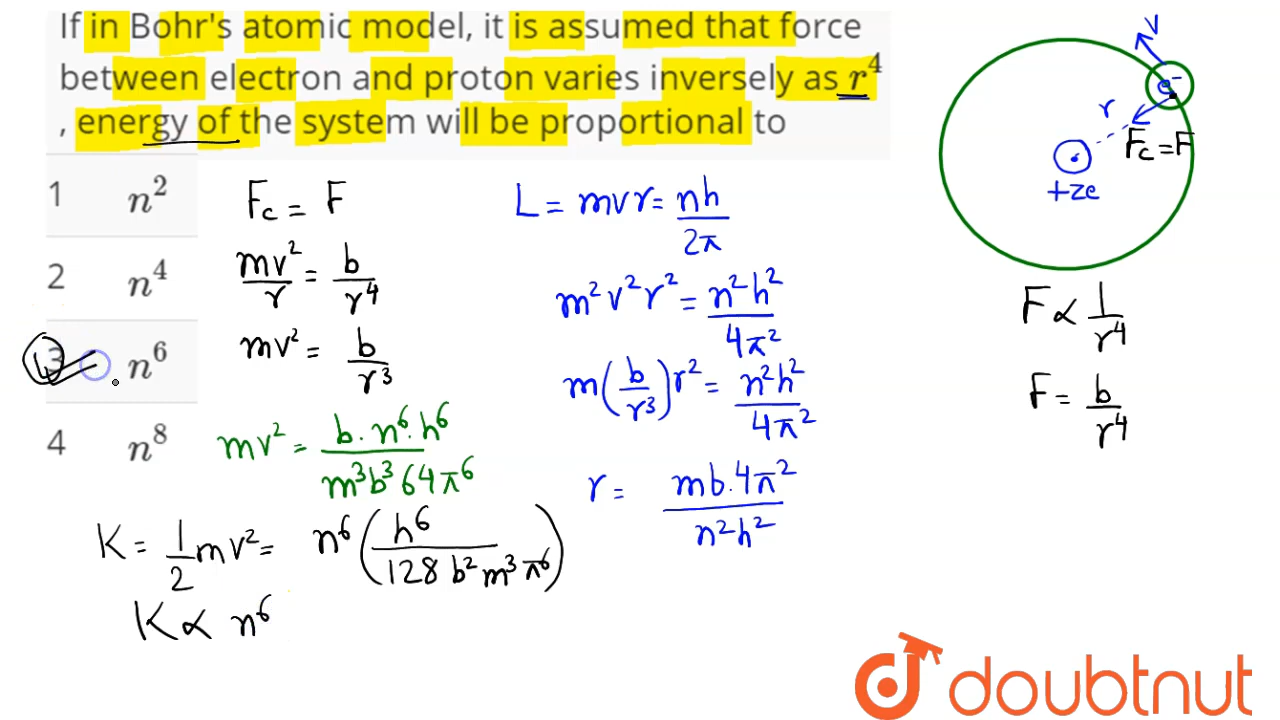 If in Bohr's atomic model, it is assumed that force
between electron and proton varies inversely as r^4
, energy of the system will be proportional to
1 n^2
2 n^4
3 n^6
4 n^8
F_c = F
mv^2/r = b/r^4
mv^2 = b/r^3
mv^2 = b.n^6.h^6/m^3b^3 64π^6
K = 1/2 mv^2 = n^6 (h^6/128 b^2m^3π^6)
K ∝ n^6
L = mvr = nh/2π
m^2v^2r^2 = n^2h^2/4π^2
m(b/r^3)r^2 = n^2h^2/4π^2
r = mb.4π^2/n^2h^2
v
e^-
r
F_c = F
+ze
F ∝ 1/r^4
F = b/r^4
doubtnut